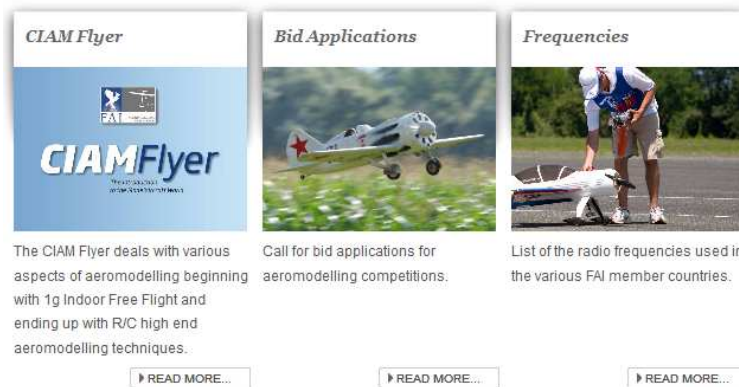 CIAM Flyer
FAI
CIAMFlyer
The CIAM Flyer deals with various
aspects of aeromodelling beginning
with 1g Indoor Free Flight and
ending up with R/C high end
aeromodelling techniques.
READ MORE...
Bid Applications
Call for bid applications for
aeromodelling competitions.
READ MORE...
Frequencies
List of the radio frequencies used in
the various FAI member countries.
READ MORE...